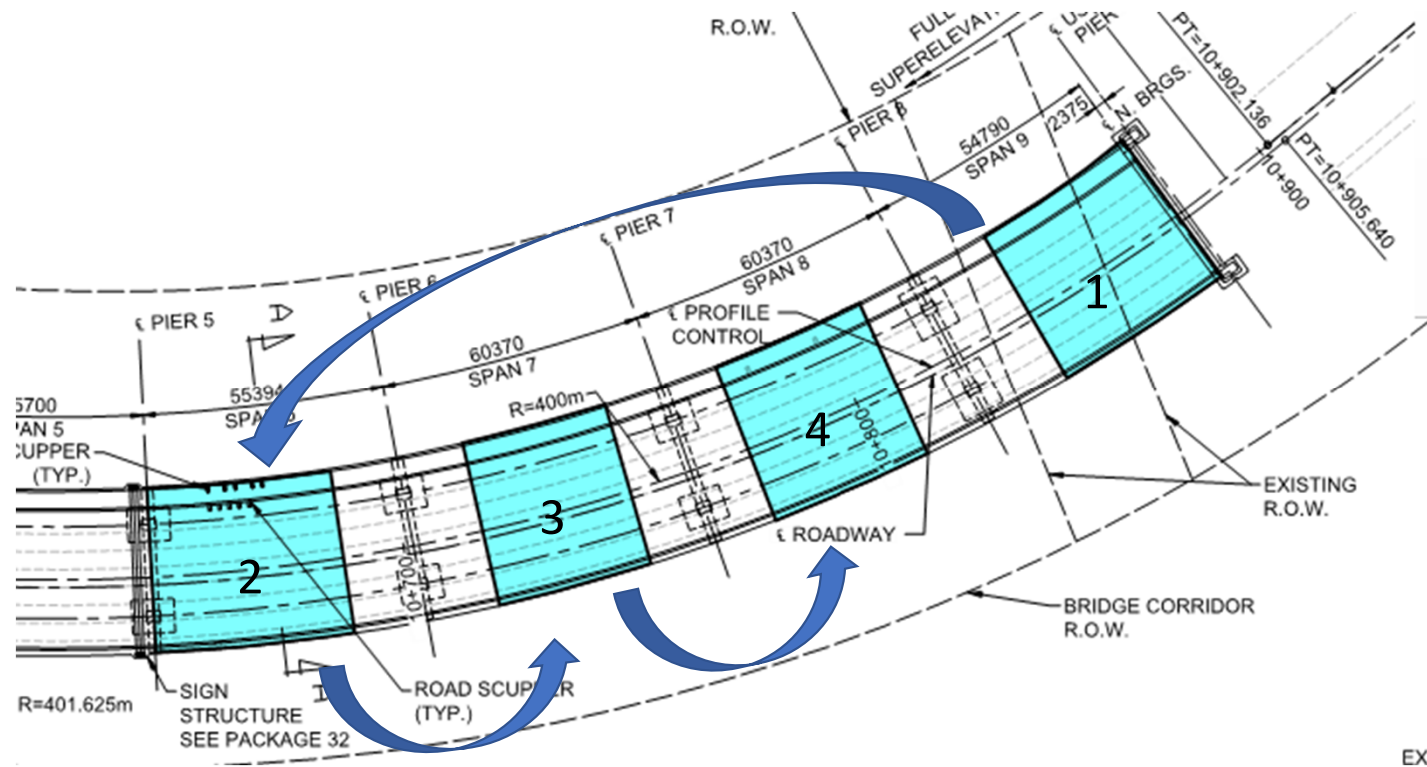 R.O.W.
FULL
SUPERELEVAT
℄ US
PIER
PT=10+902.136
10+900
PT=10+905.640
℄ N. BRGS.
2375
54790
SPAN 9
℄ PIER 8
℄ PIER 7
60370
SPAN 8
℄ PIER 6
℄ PIER 5
A
60370
SPAN 7
℄ PROFILE
CONTROL
R=400m
55394
SPA
5700
PAN 5
CUPPER
(TYP.)
1
2
3
4
0+800
0+700
℄ ROADWAY
EXISTING
R.O.W.
BRIDGE CORRIDOR
R.O.W.
R=401.625m
SIGN
STRUCTURE
SEE PACKAGE 32
ROAD SCUPPER
(TYP.)
EX